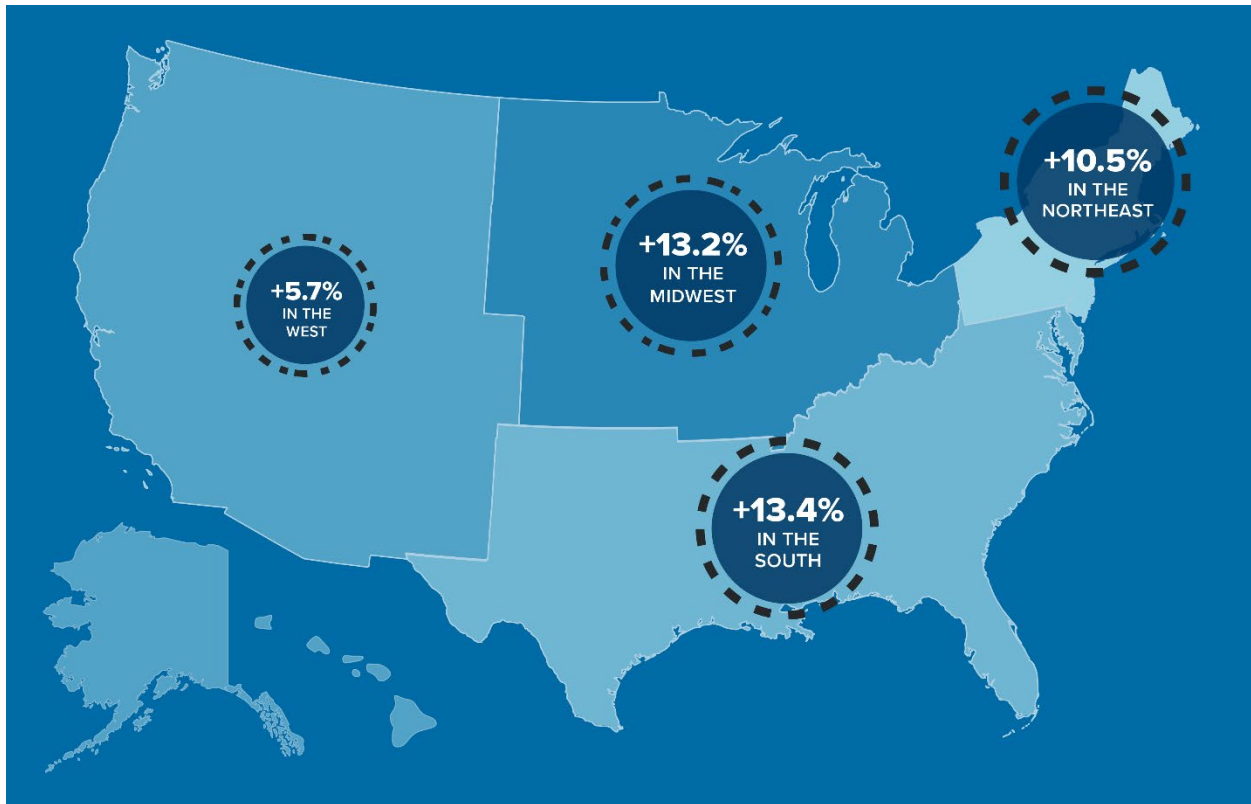 +10.5%
IN THE
NORTHEAST
+13.2%
IN THE
MIDWEST
+5.7%
IN THE
WEST
+13.4%
IN THE
SOUTH